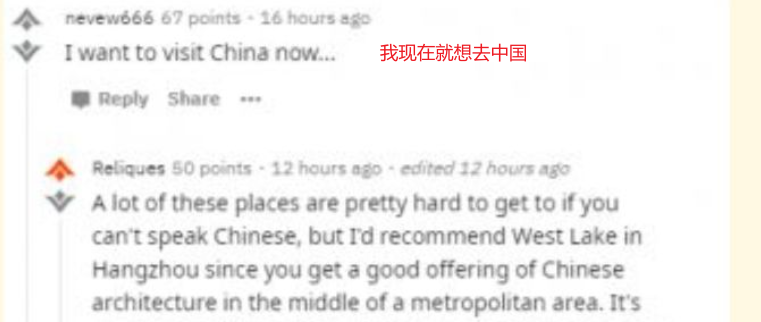 nevew666 67 points · 16 hours ago
I want to visit China now... 我现在就想去中国
Reply Share ···
Reliques 50 points · 12 hours ago · edited 12 hours ago
A lot of these places are pretty hard to get to if you
can't speak Chinese, but I'd recommend West Lake in
Hangzhou since you get a good offering of Chinese
architecture in the middle of a metropolitan area. It's